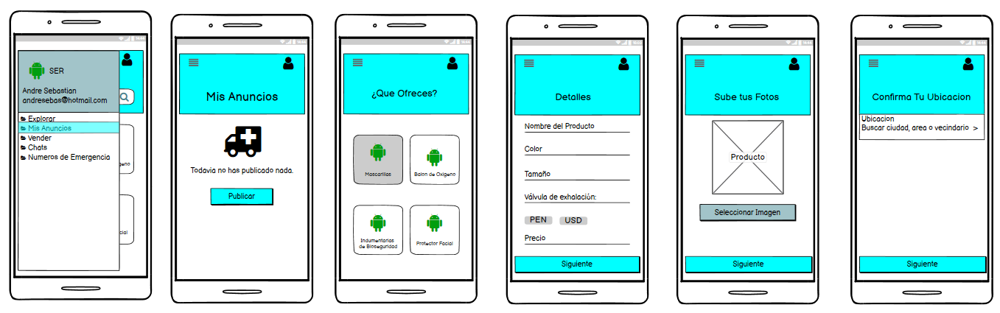 SER
Andre Sebastian
andresebas@hotmail.com
Explorar
Mis Anuncios
Vender
Chats
Numeros de Emergencia
Mis Anuncios
Todavia no has publicado nada.
Publicar
¿Que Ofreces?
Mascarillas
Balon de Oxigeno
Indumentarias
de Bioseguridad
Protector Facial
Detalles
Nombre del Producto
Color
Tamaño
Válvula de exhalación:
PEN USD
Precio
Siguiente
Sube tus Fotos
Producto
Seleccionar Imagen
Siguiente
Confirma Tu Ubicacion
Ubicacion
Buscar ciudad, area o vecindario >
Siguiente